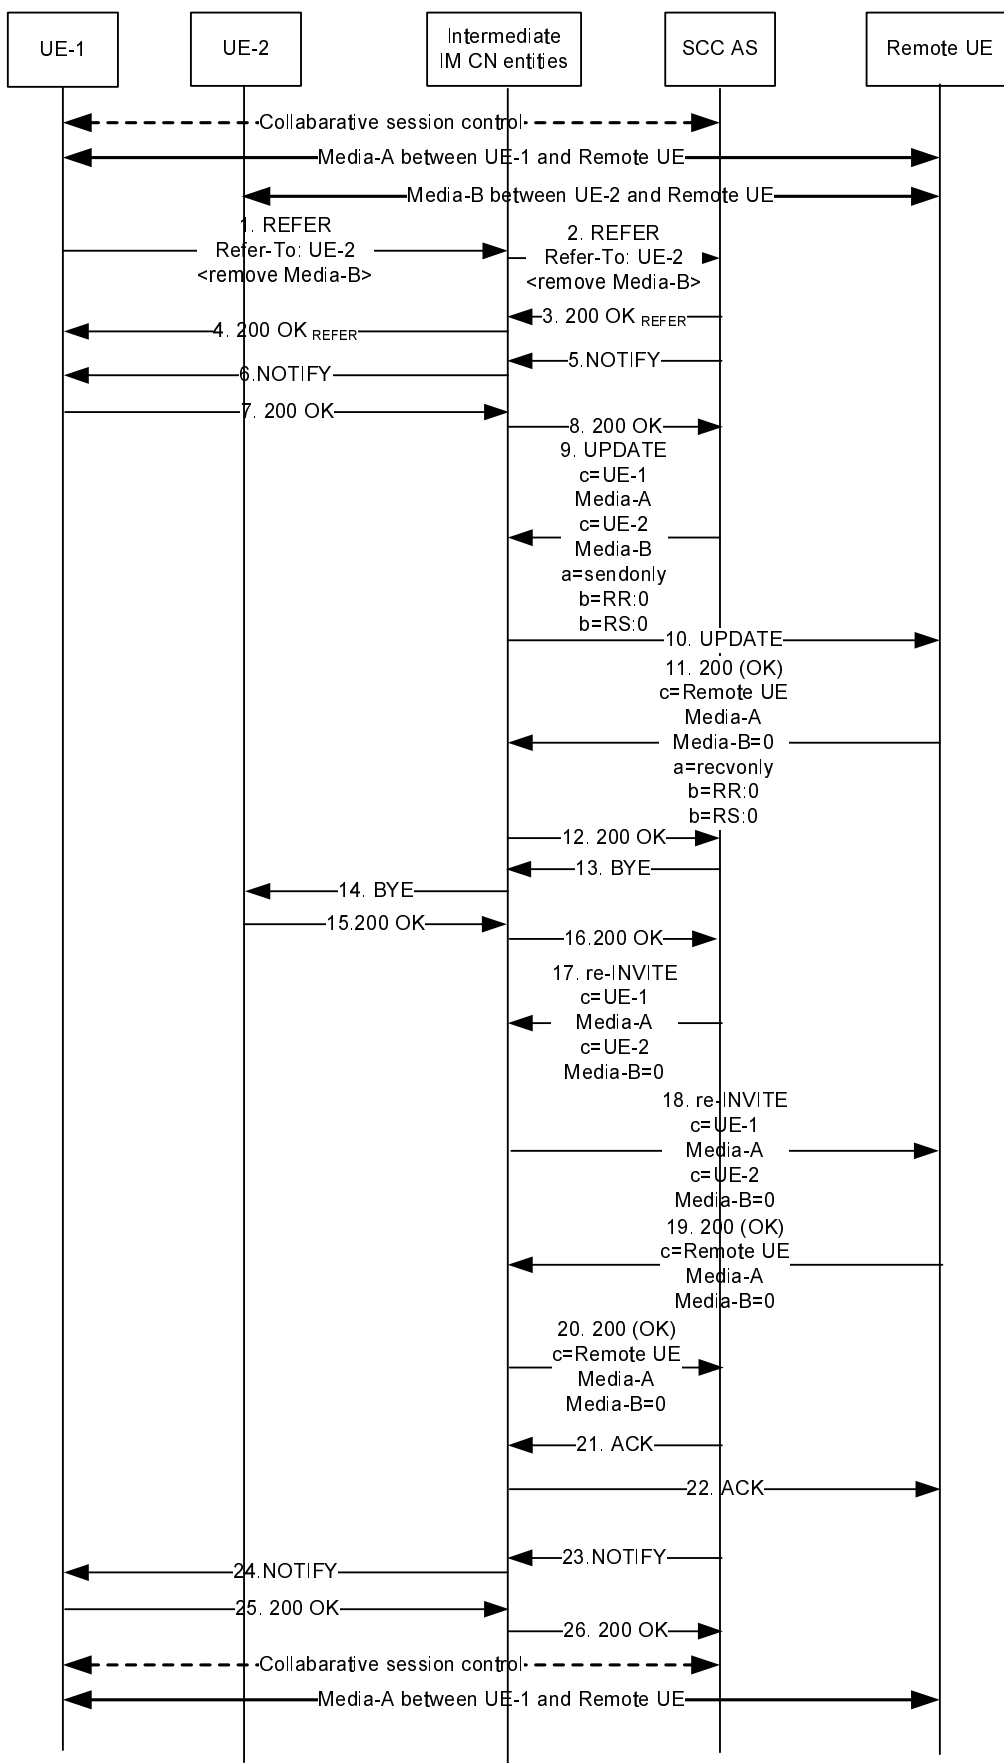 UE-1
UE-2
Intermediate
IM CN entities
SCC AS
Remote UE
Collabarative session control
Media-A between UE-1 and Remote UE
Media-B between UE-2 and Remote UE
1. REFER
Refer-To: UE-2
<remove Media-B>
2. REFER
Refer-To: UE-2
<remove Media-B>
3. 200 OK REFER
4. 200 OK REFER
5.NOTIFY
6.NOTIFY
7. 200 OK
8. 200 OK
9. UPDATE
c=UE-1
Media-A
c=UE-2
Media-B
a=sendonly
b=RR:0
b=RS:0
10. UPDATE
11. 200 (OK)
c=Remote UE
Media-A
Media-B=0
a=recvonly
b=RR:0
b=RS:0
12. 200 OK
13. BYE
14. BYE
15.200 OK
16.200 OK
17. re-INVITE
c=UE-1
Media-A
c=UE-2
Media-B=0
18. re-INVITE
c=UE-1
Media-A
c=UE-2
Media-B=0
19. 200 (OK)
c=Remote UE
Media-A
Media-B=0
20. 200 (OK)
c=Remote UE
Media-A
Media-B=0
21. ACK
22. ACK
23.NOTIFY
24.NOTIFY
25. 200 OK
26. 200 OK
Collabarative session control
Media-A between UE-1 and Remote UE